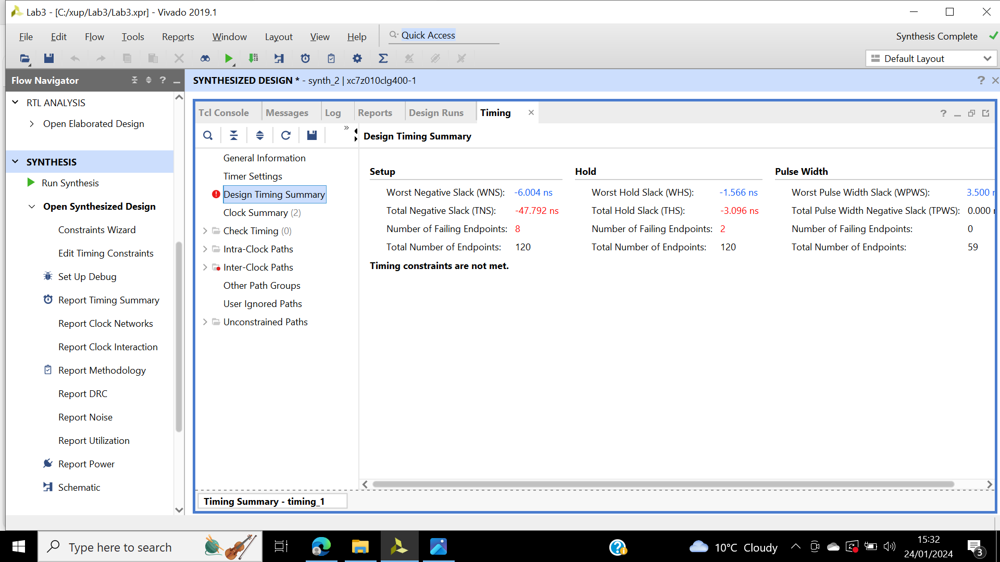 Lab3 - [C:/xup/Lab3/Lab3.xpr] - Vivado 2019.1
File Edit Flow Tools Reports Window Layout View Help
Quick Access
Synthesis Complete
Default Layout
Flow Navigator
SYNTHESIZED DESIGN * - synth_2 | xc7z010clg400-1
RTL ANALYSIS
Open Elaborated Design
SYNTHESIS
Run Synthesis
Open Synthesized Design
Constraints Wizard
Edit Timing Constraints
Set Up Debug
Report Timing Summary
Report Clock Networks
Report Clock Interaction
Report Methodology
Report DRC
Report Noise
Report Utilization
Report Power
Schematic
Tcl Console Messages Log Reports Design Runs Timing
General Information
Timer Settings
Design Timing Summary
Clock Summary (2)
Check Timing (0)
Intra-Clock Paths
Inter-Clock Paths
Other Path Groups
User Ignored Paths
Unconstrained Paths
Design Timing Summary
Setup Hold Pulse Width
Worst Negative Slack (WNS): -6.004 ns Worst Hold Slack (WHS): -1.566 ns Worst Pulse Width Slack (WPWS): 3.500
Total Negative Slack (TNS): -47.792 ns Total Hold Slack (THS): -3.096 ns Total Pulse Width Negative Slack (TPWS): 0.000
Number of Failing Endpoints: 8 Number of Failing Endpoints: 2 Number of Failing Endpoints: 0
Total Number of Endpoints: 120 Total Number of Endpoints: 120 Total Number of Endpoints: 59
Timing constraints are not met.
Timing Summary - timing_1
Type here to search
10°C Cloudy
15:32
24/01/2024
3